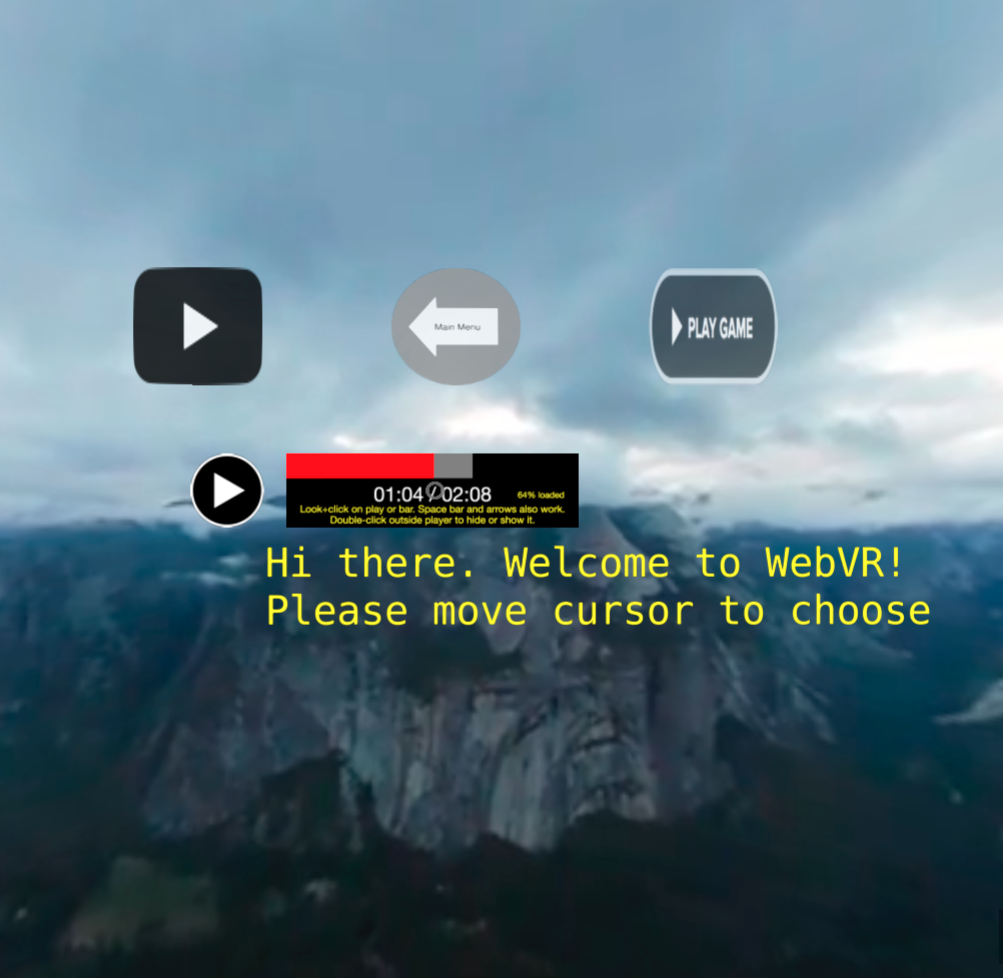 Main Menu
PLAY GAME
01:04 / 02:08
64% loaded
Look+click on play or bar. Space bar and arrows also work.
Double-click outside player to hide or show it.
Hi there. Welcome to WebVR!
Please move cursor to choose